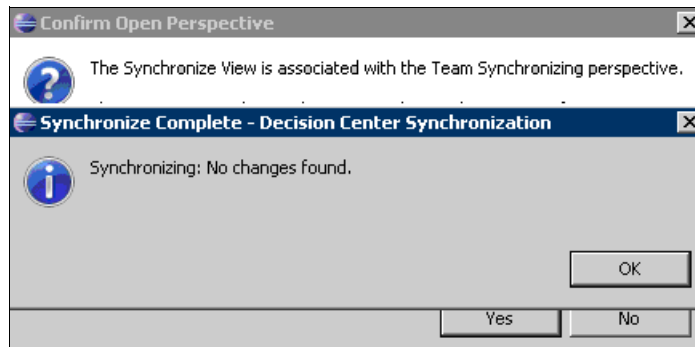 Confirm Open Perspective
The Synchronize View is associated with the Team Synchronizing perspective.
Synchronize Complete - Decision Center Synchronization
Synchronizing: No changes found.
OK
Yes No